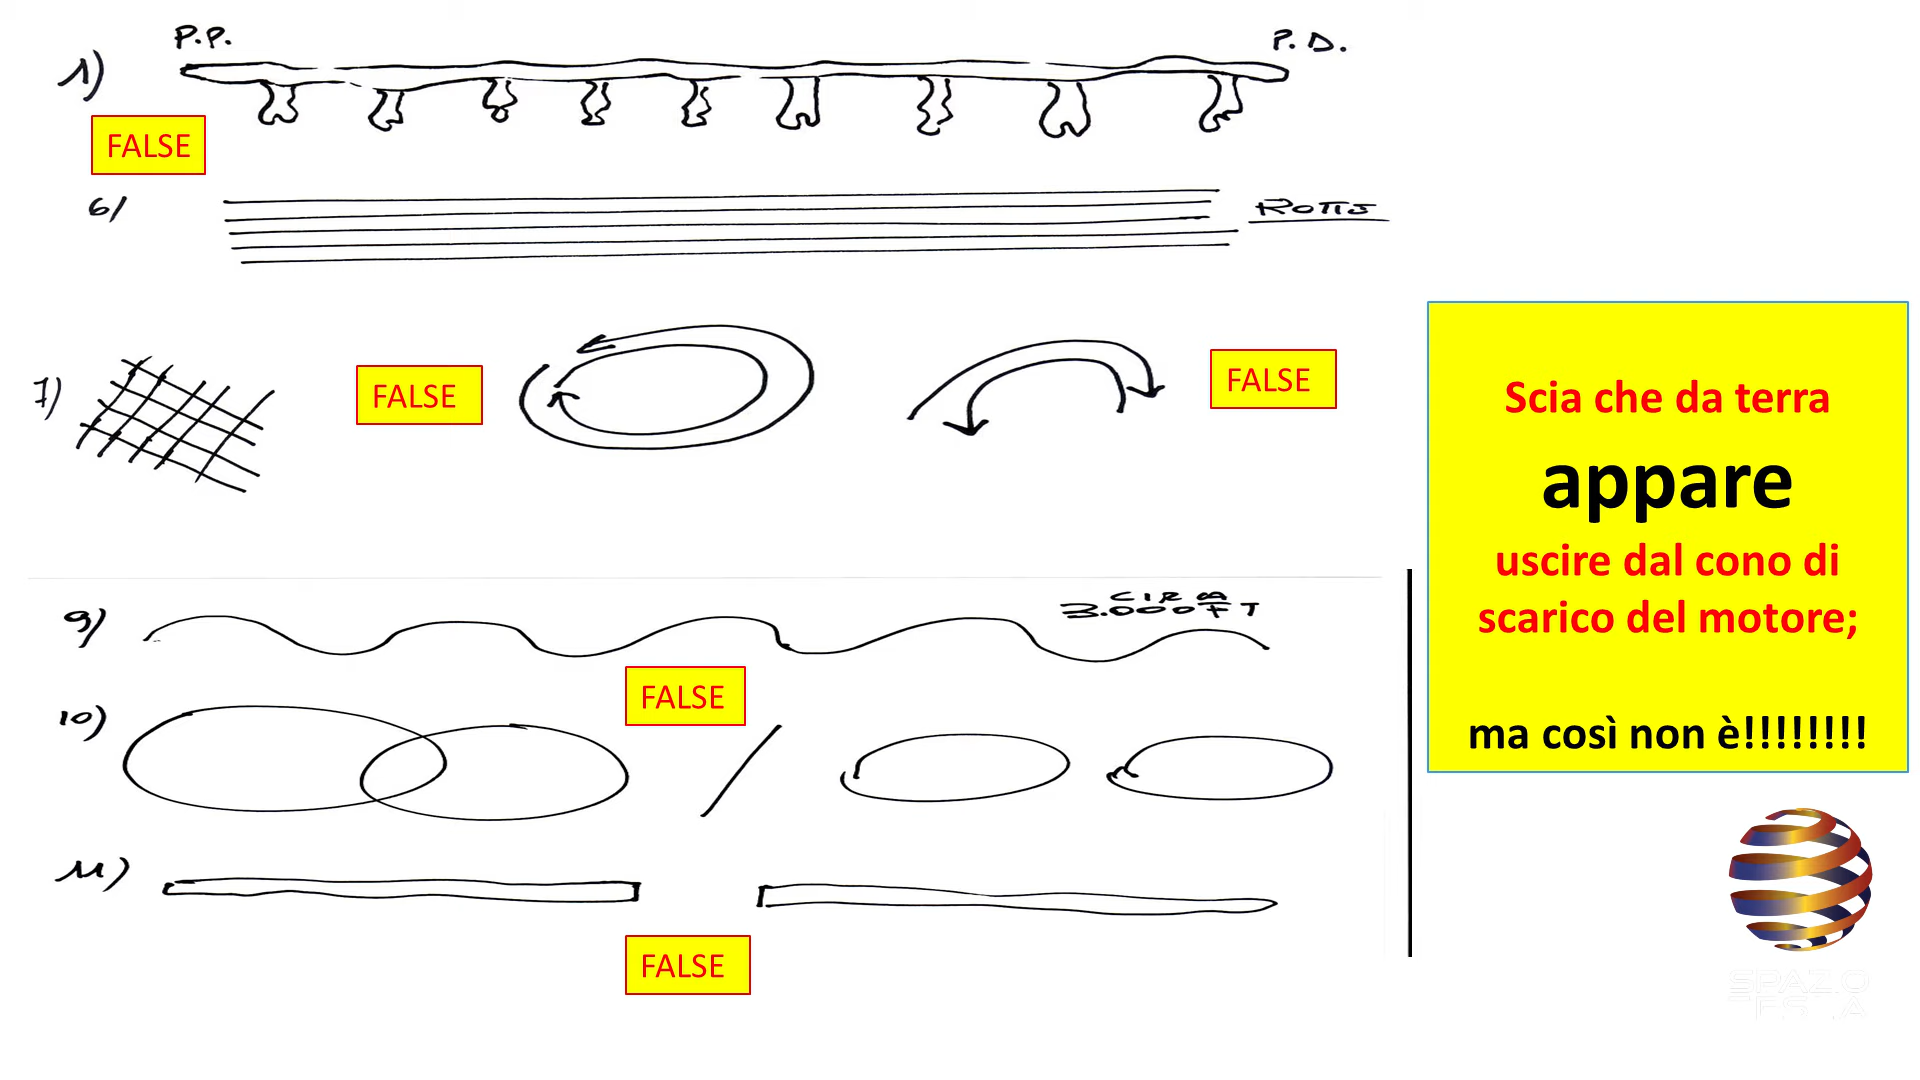 P.P.
P.D.
1)
FALSE
6)
ROTTE
7)
FALSE
FALSE
9)
CIRCA
3.000 FT
FALSE
10)
11)
FALSE
Scia che da terra
appare
uscire dal cono di
scarico del motore;
ma così non è!!!!!!!!
SPAZIO